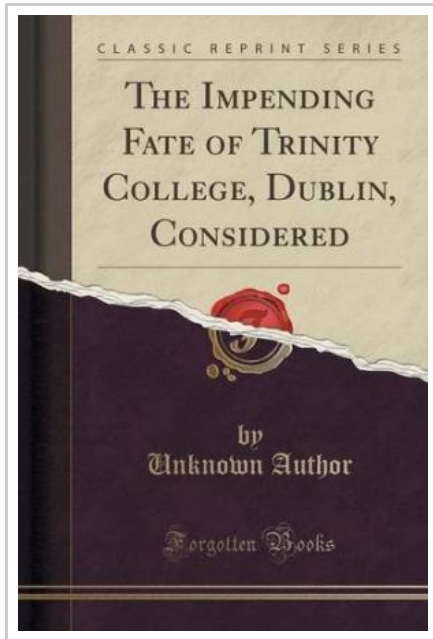 CLASSIC REPRINT SERIES
THE IMPENDING
FATE OF TRINITY
COLLEGE, DUBLIN,
CONSIDERED
by
Unknown Author
Forgotten Books